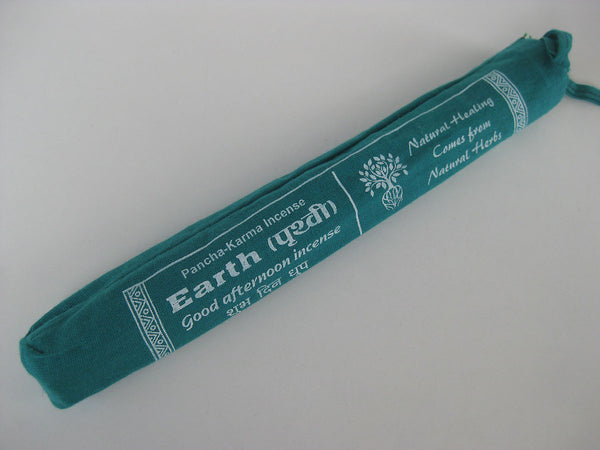 Pancha-Karma Incense
Earth (पृथ्वी)
Good afternoon incense
शुभ दिवा धुप
Natural Healing
Comes from
Natural Herbs